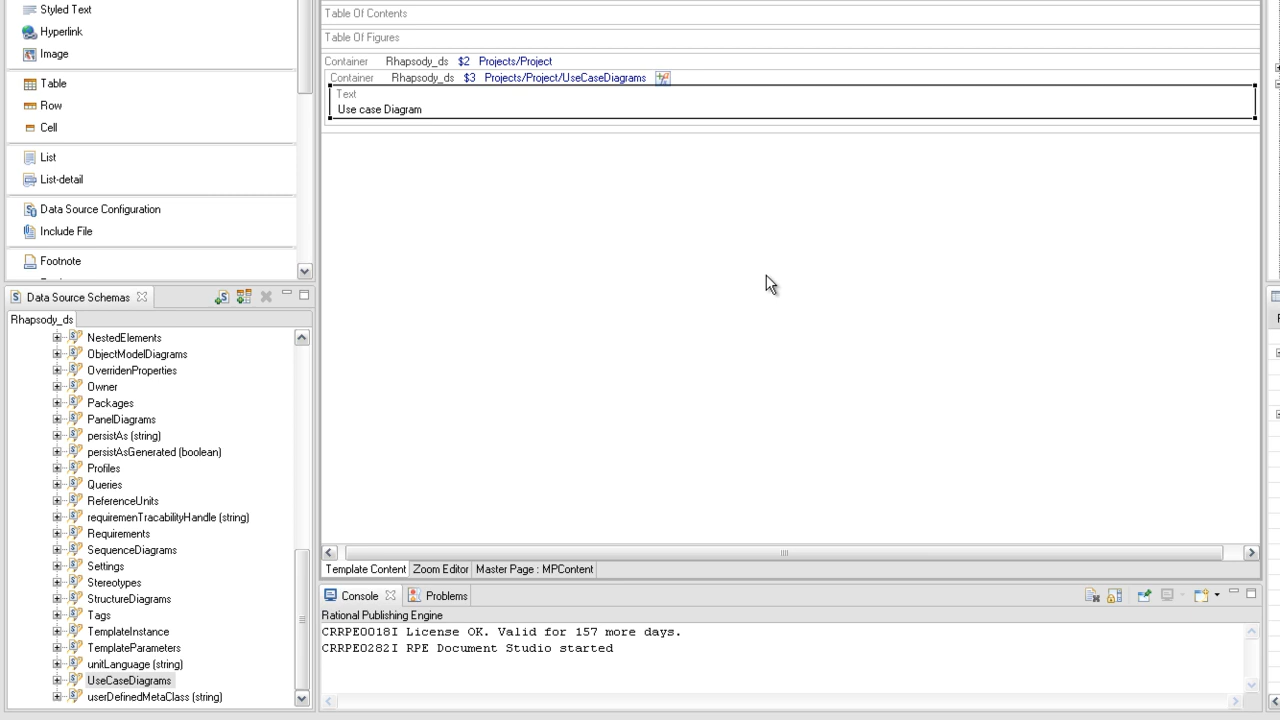 Styled Text
Hyperlink
Image
Table
Row
Cell
List
List-detail
Data Source Configuration
Include File
Footnote
Data Source Schemas
Rhapsody_ds
NestedElements
ObjectModelDiagrams
OverridenProperties
Owner
Packages
PanelDiagrams
persistAs (string)
persistAsGenerated (boolean)
Profiles
Queries
ReferenceUnits
requiremenTracabilityHandle (string)
Requirements
SequenceDiagrams
Settings
Stereotypes
StructureDiagrams
Tags
TemplateInstance
TemplateParameters
unitLanguage (string)
UseCaseDiagrams
userDefinedMetaClass (string)
Table Of Contents
Table Of Figures
Container Rhapsody_ds $2 Projects/Project
Container Rhapsody_ds $3 Projects/Project/UseCaseDiagrams
Text
Use case Diagram
Template Content Zoom Editor Master Page : MPContent
Console Problems
Rational Publishing Engine
CRRPE0018I License OK. Valid for 157 more days.
CRRPE0282I RPE Document Studio started